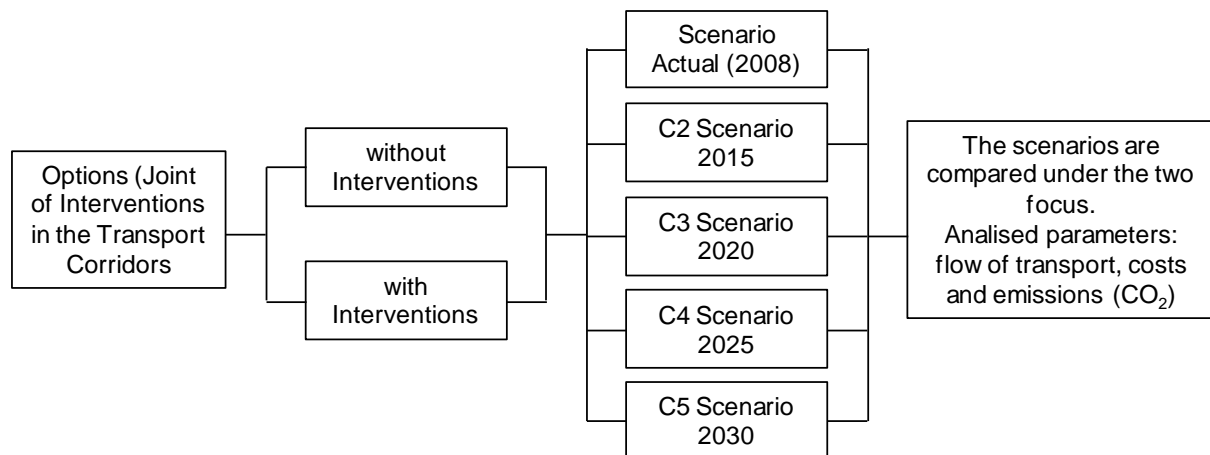 Options (Joint
of Interventions
in the Transport
Corridors
without
Interventions
with
Interventions
Scenario
Actual (2008)
C2 Scenario
2015
C3 Scenario
2020
C4 Scenario
2025
C5 Scenario
2030
The scenarios are
compared under the two
focus.
Analised parameters:
flow of transport, costs
and emissions (CO₂)